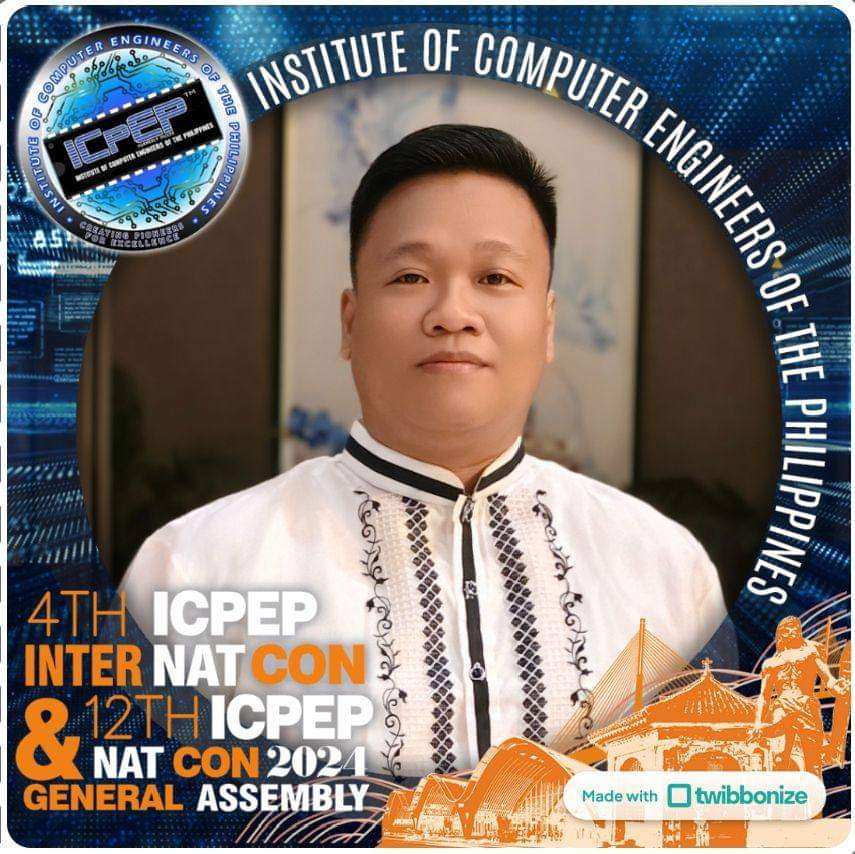 INSTITUTE OF COMPUTER ENGINEERS OF THE PHILIPPINES
ICPEP™
INSTITUTE OF COMPUTER ENGINEERS OF THE PHILIPPINES
CREATING PIONEERS
FOR EXCELLENCE
INSTITUTE OF COMPUTER ENGINEERS OF THE PHILIPPINES
4TH ICPEP
INTER NAT CON
& 12TH ICPEP
NAT CON 2024
GENERAL ASSEMBLY
Made with twibbonize